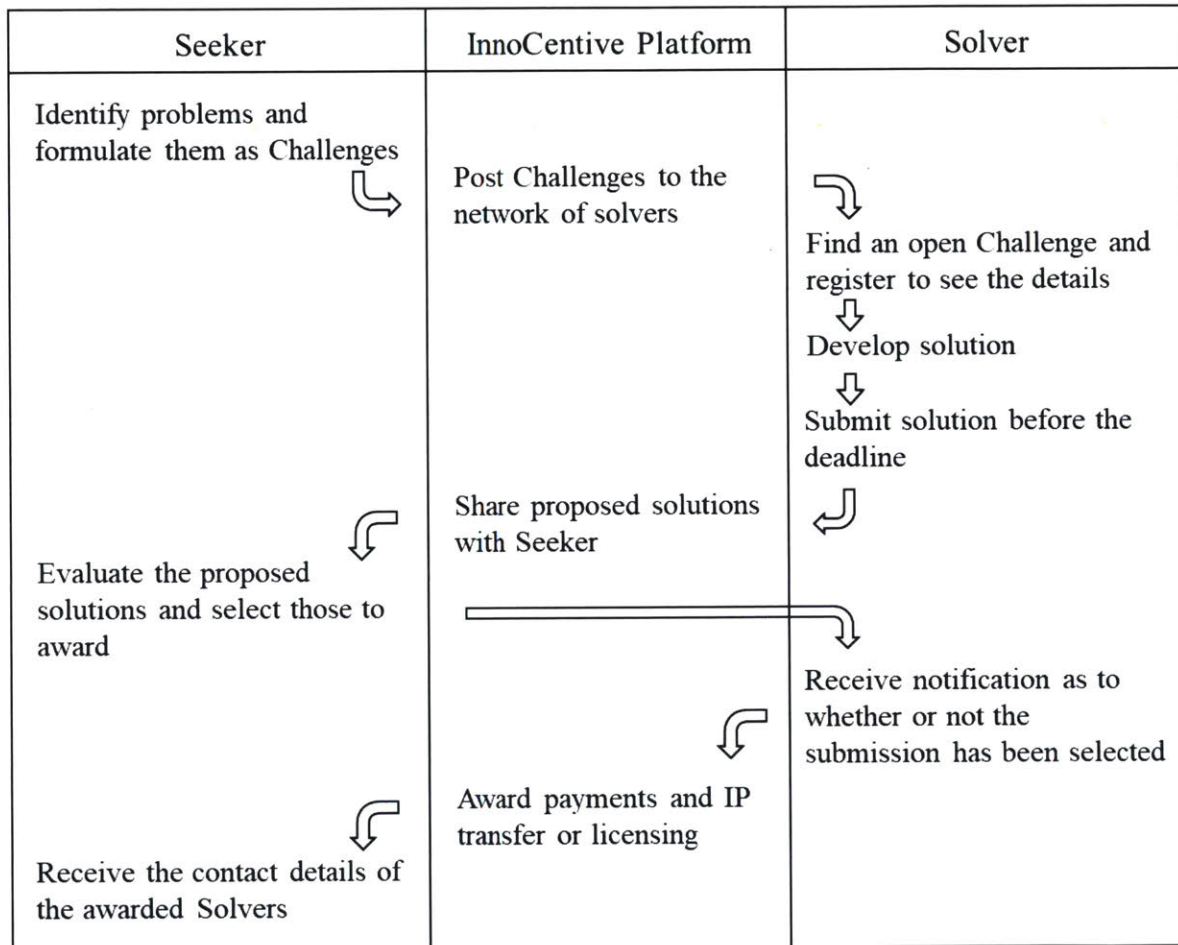 Seeker
InnoCentive Platform
Solver
Identify problems and
formulate them as Challenges
Post Challenges to the
network of solvers
Find an open Challenge and
register to see the details
Develop solution
Submit solution before the
deadline
Share proposed solutions
with Seeker
Evaluate the proposed
solutions and select those to
award
Receive notification as to
whether or not the
submission has been selected
Award payments and IP
transfer or licensing
Receive the contact details of
the awarded Solvers